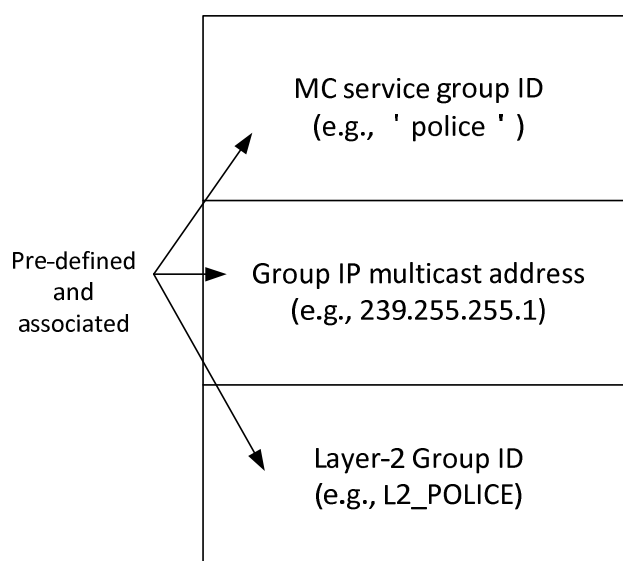 MC service group ID
(e.g., ' police ' )
Pre-defined
and
associated
Group IP multicast address
(e.g., 239.255.255.1)
Layer-2 Group ID
(e.g., L2_POLICE)